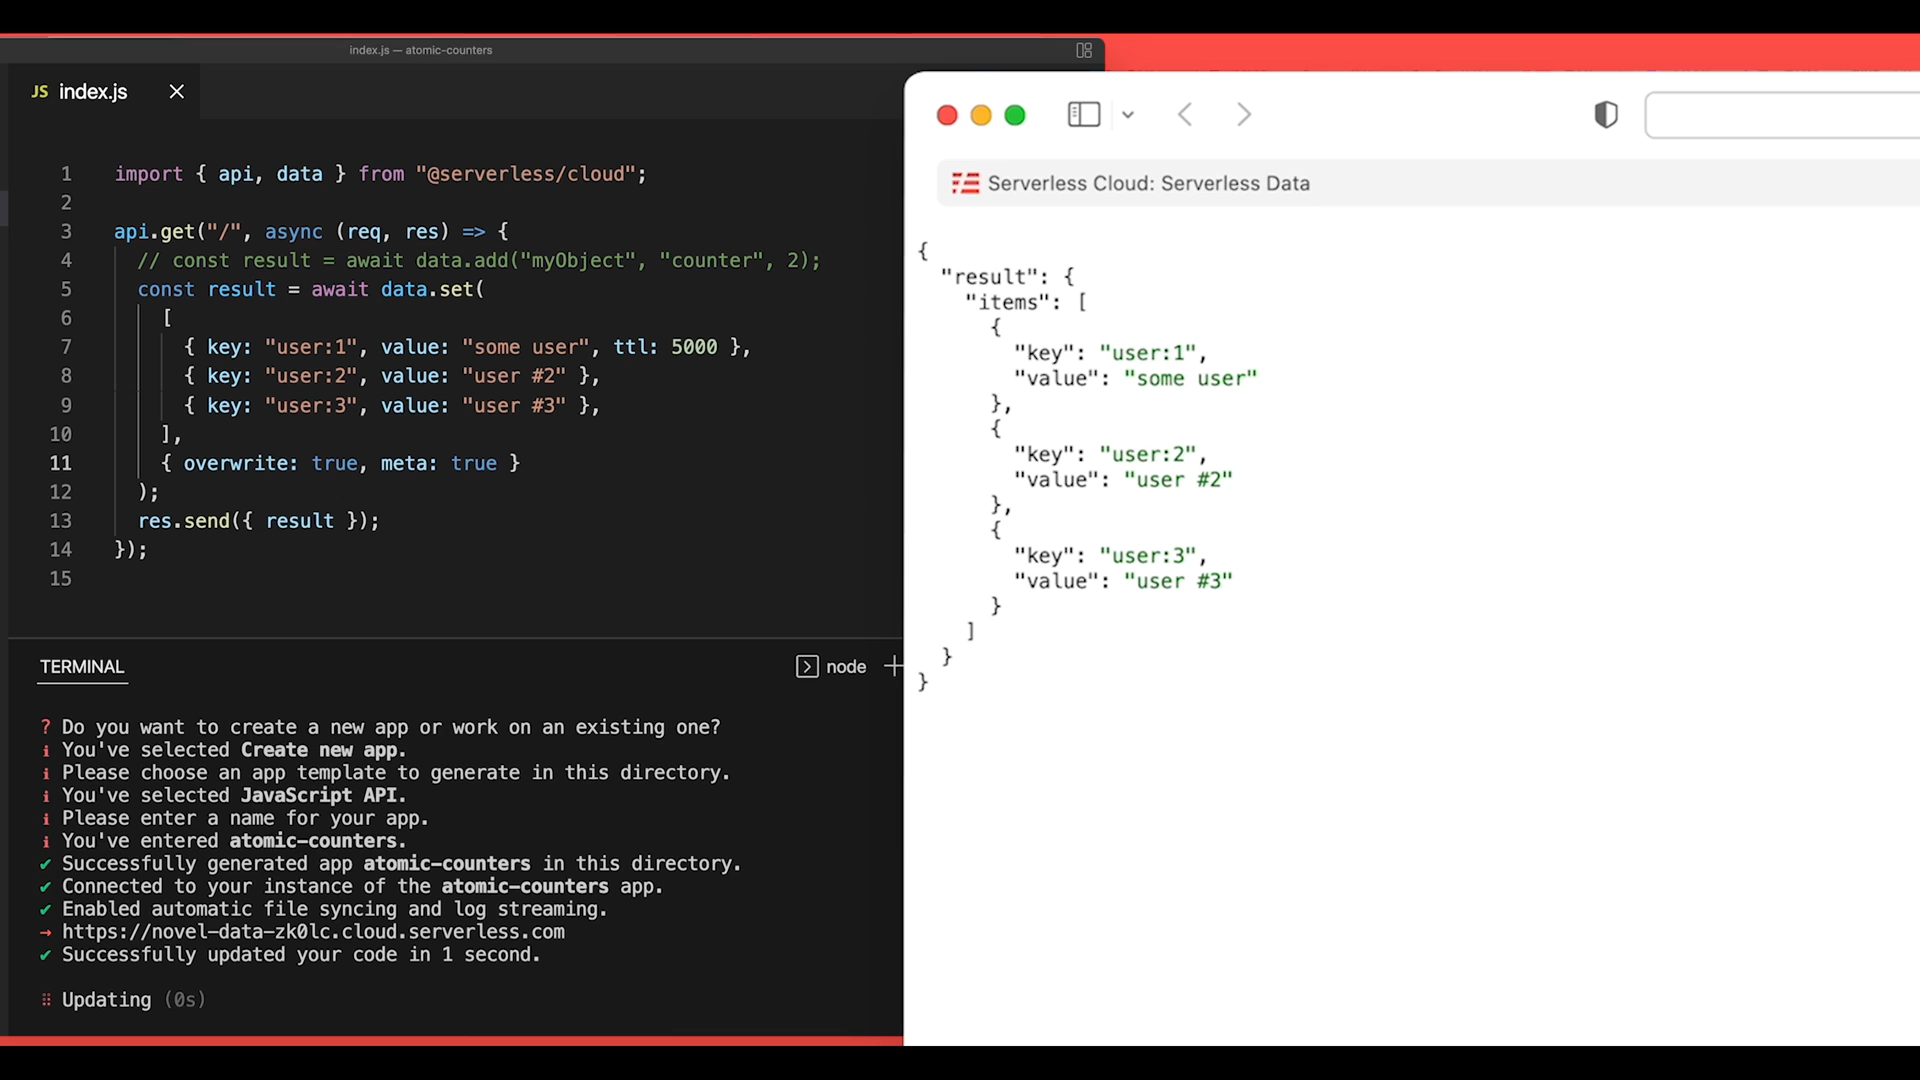 index.js — atomic-counters
JS index.js
1 import { api, data } from "@serverless/cloud";
2
3 api.get("/", async (req, res) => {
4 // const result = await data.add("myObject", "counter", 2);
5 const result = await data.set(
6 [
7 { key: "user:1", value: "some user", ttl: 5000 },
8 { key: "user:2", value: "user #2" },
9 { key: "user:3", value: "user #3" },
10 ],
11 { overwrite: true, meta: true }
12 );
13 res.send({ result });
14 });
15
TERMINAL
node
? Do you want to create a new app or work on an existing one?
i You've selected Create new app.
i Please choose an app template to generate in this directory.
i You've selected JavaScript API.
i Please enter a name for your app.
i You've entered atomic-counters.
✔ Successfully generated app atomic-counters in this directory.
✔ Connected to your instance of the atomic-counters app.
✔ Enabled automatic file syncing and log streaming.
→ https://novel-data-zk0lc.cloud.serverless.com
✔ Successfully updated your code in 1 second.
⠿ Updating (0s)
Serverless Cloud: Serverless Data
{
"result": {
"items": [
{
"key": "user:1",
"value": "some user"
},
{
"key": "user:2",
"value": "user #2"
},
{
"key": "user:3",
"value": "user #3"
}
]
}
}